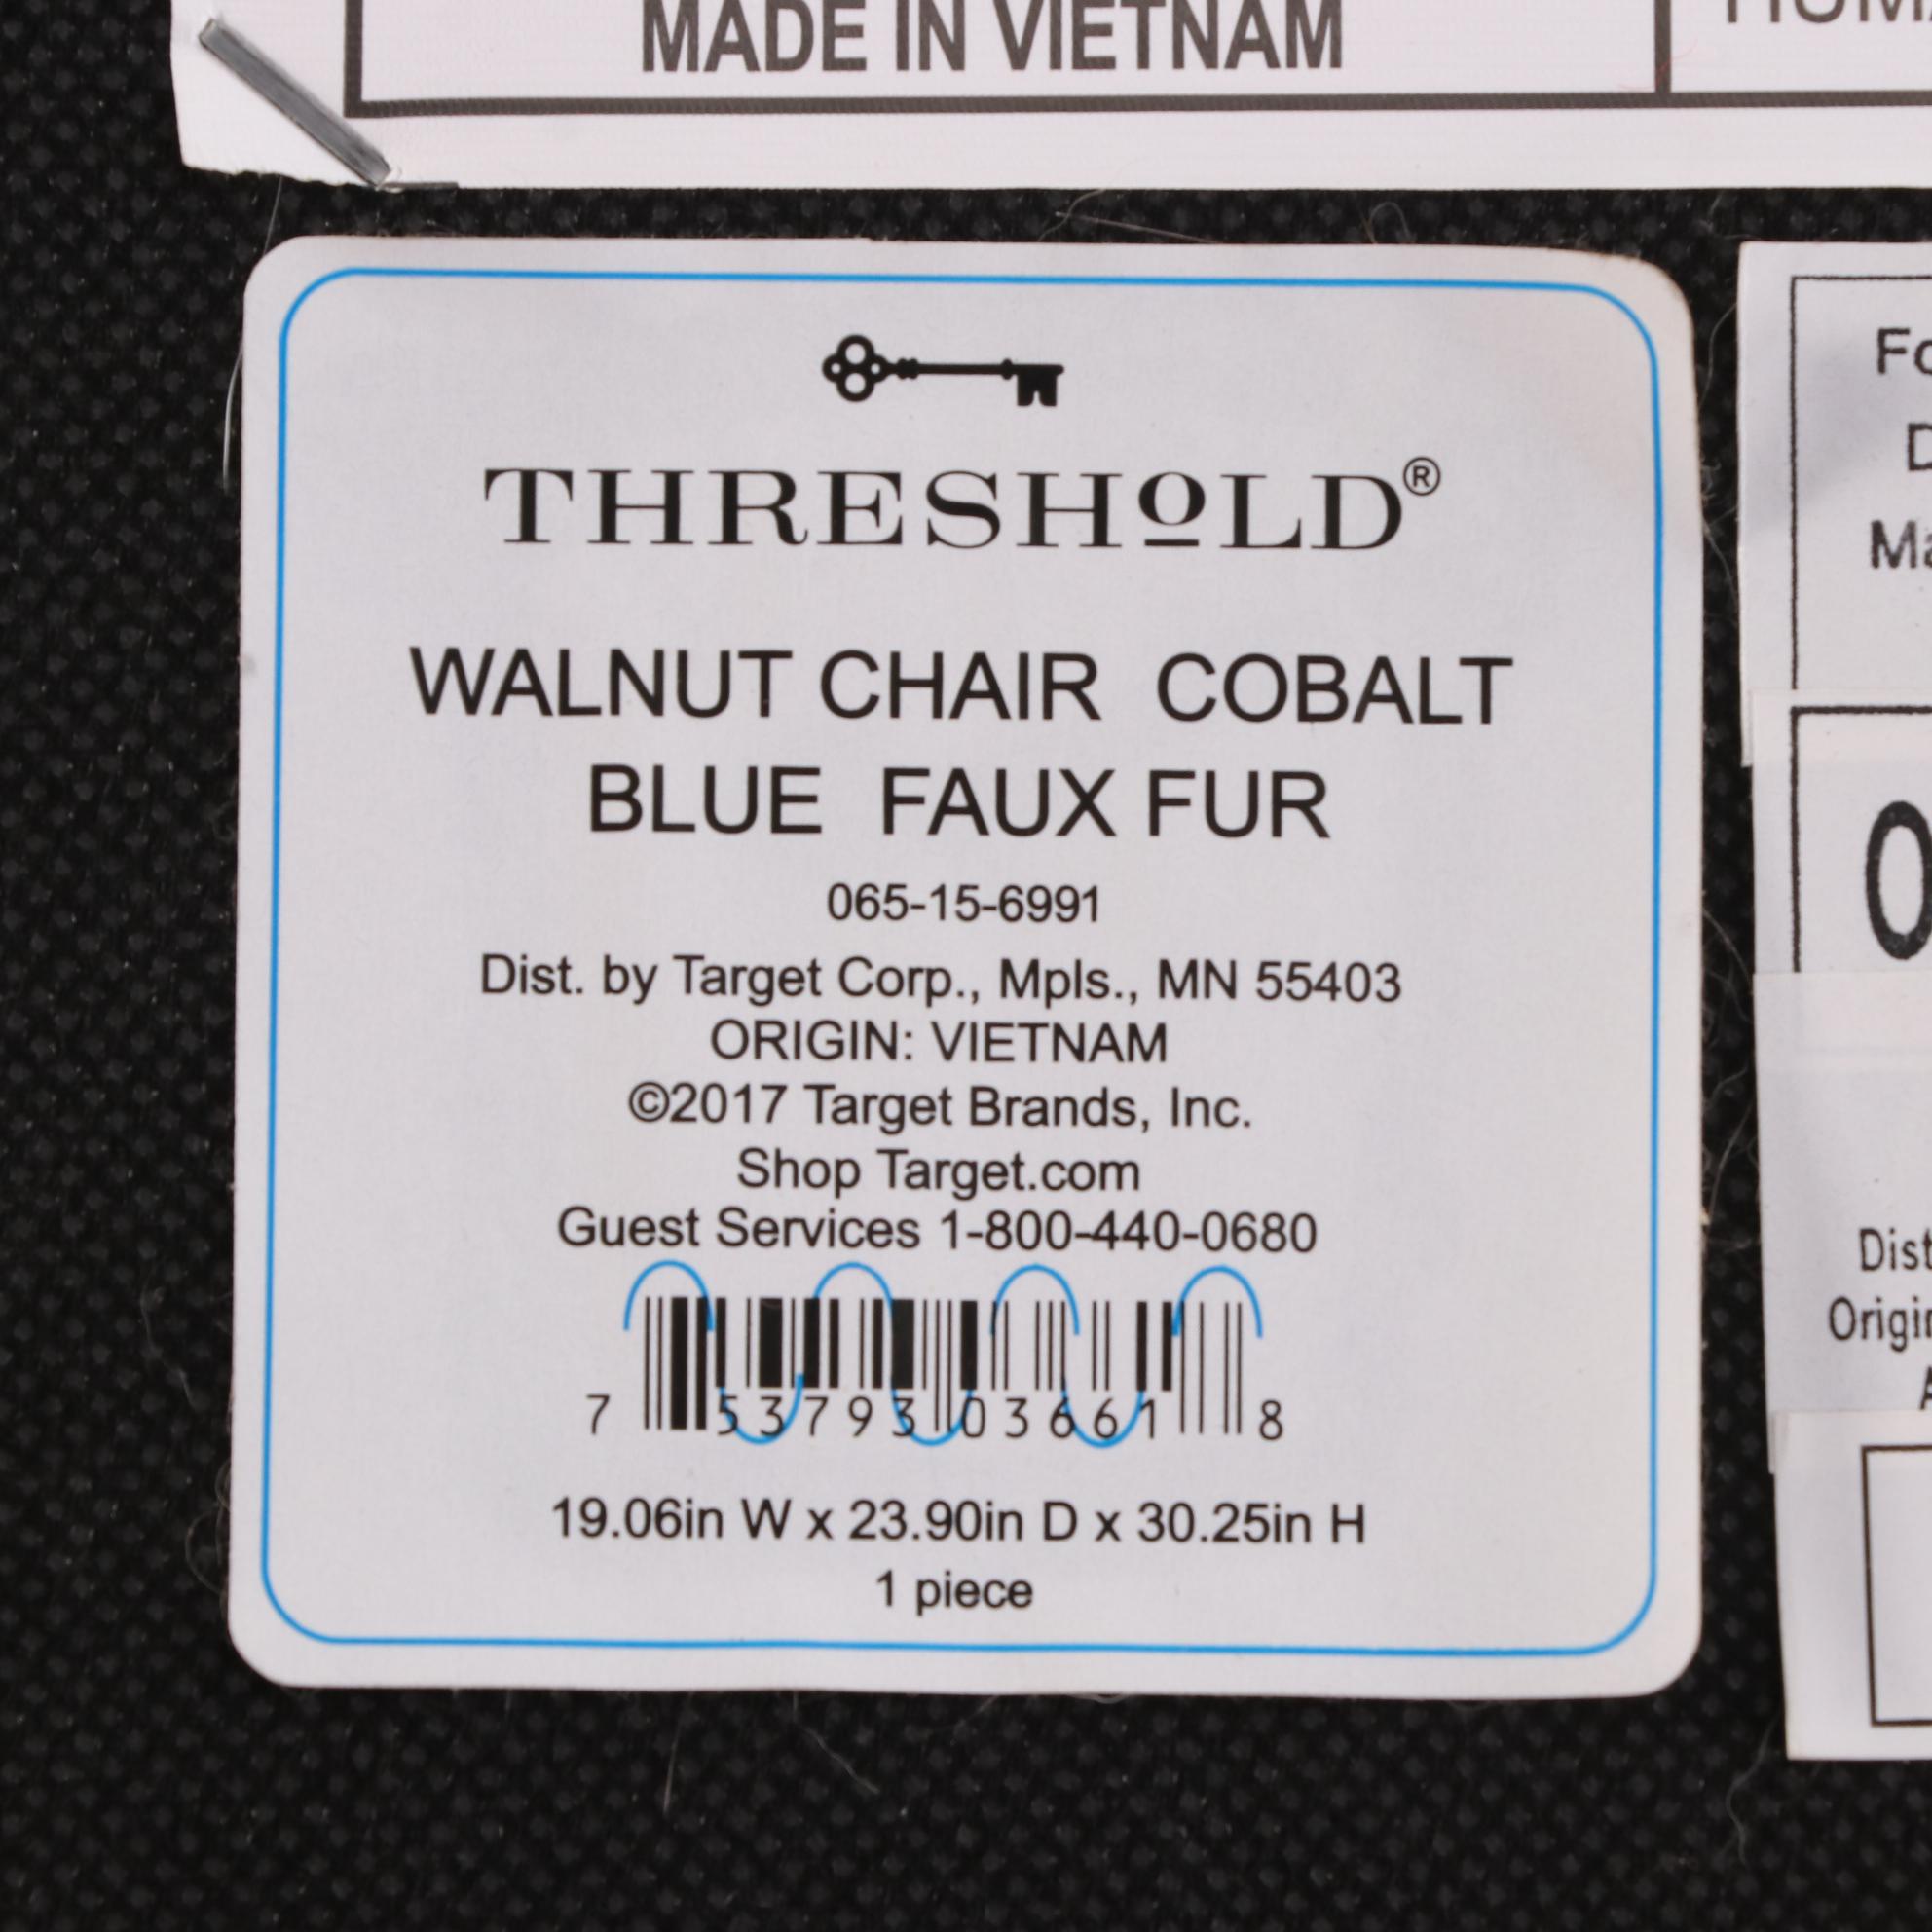 MADE IN VIETNAM
THRESHOLD®
WALNUT CHAIR COBALT
BLUE FAUX FUR
065-15-6991
Dist. by Target Corp., Mpls., MN 55403
ORIGIN: VIETNAM
©2017 Target Brands, Inc.
Shop Target.com
Guest Services 1-800-440-0680
7 53793 03661 8
19.06in W x 23.90in D x 30.25in H
1 piece